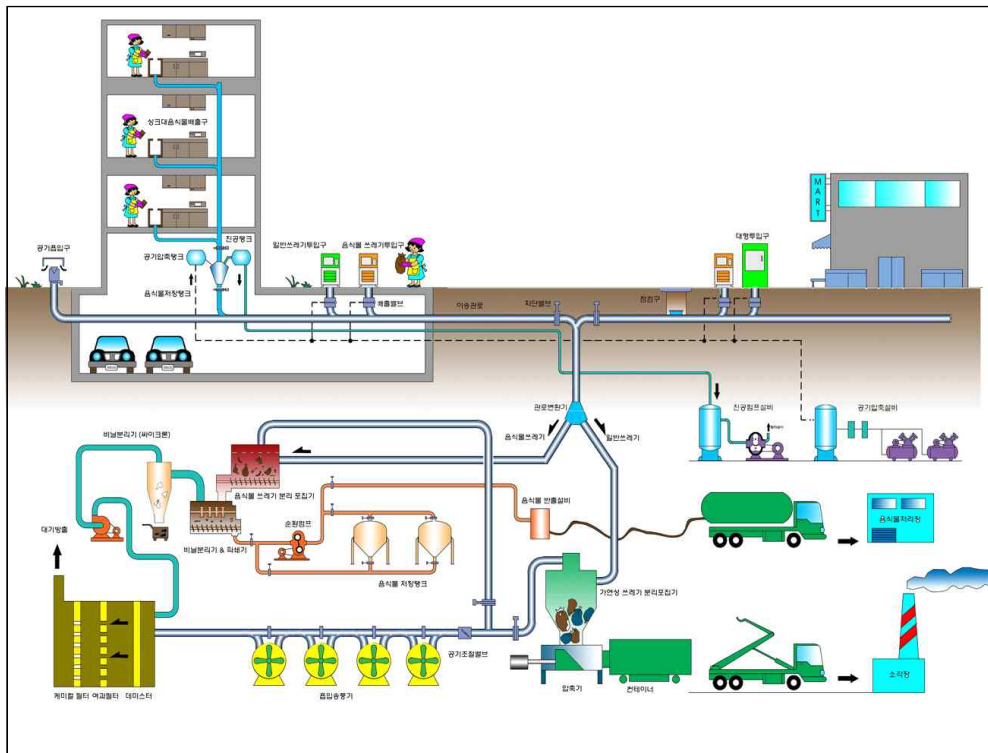 싱크대음식물배출구
진공탱크
공기흡입구
공기압축탱크
음식물저장탱크
일반쓰레기투입구
음식물 쓰레기투입구
배출밸브
이송관로
차단밸브
점검구
대형투입구
MART
관로변환기
음식물쓰레기
일반쓰레기
진공펌프설비
공기압축설비
비닐분리기 (싸이크론)
음식물 쓰레기 분리 포집기
대기방출
비닐분리기 & 파쇄기
순환펌프
음식물 저장탱크
음식물 반출설비
음식물처리장
가연성 쓰레기 분리포집기
공기조절밸브
흡입송풍기
케미컬 필터
여과필터
데미스터
압축기
컨테이너
소각장